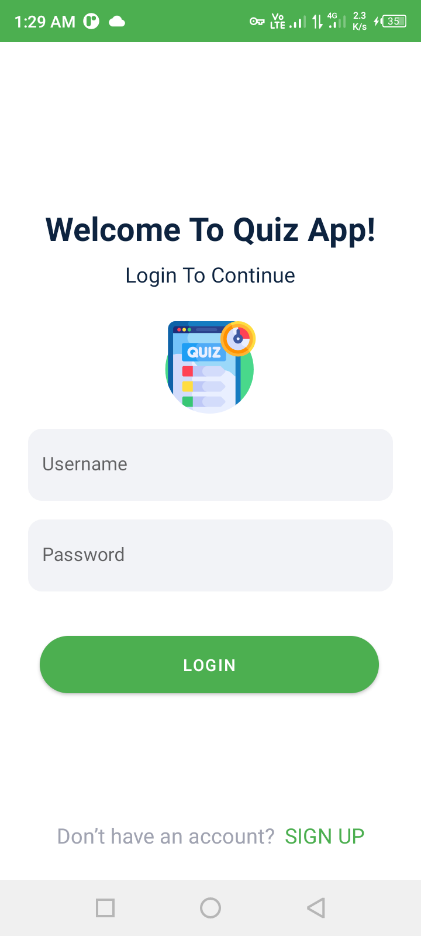 1:29 AM Vo LTE 4G 2.3 K/s 35
Welcome To Quiz App!
Login To Continue
QUIZ
Username
Password
LOGIN
Don’t have an account? SIGN UP